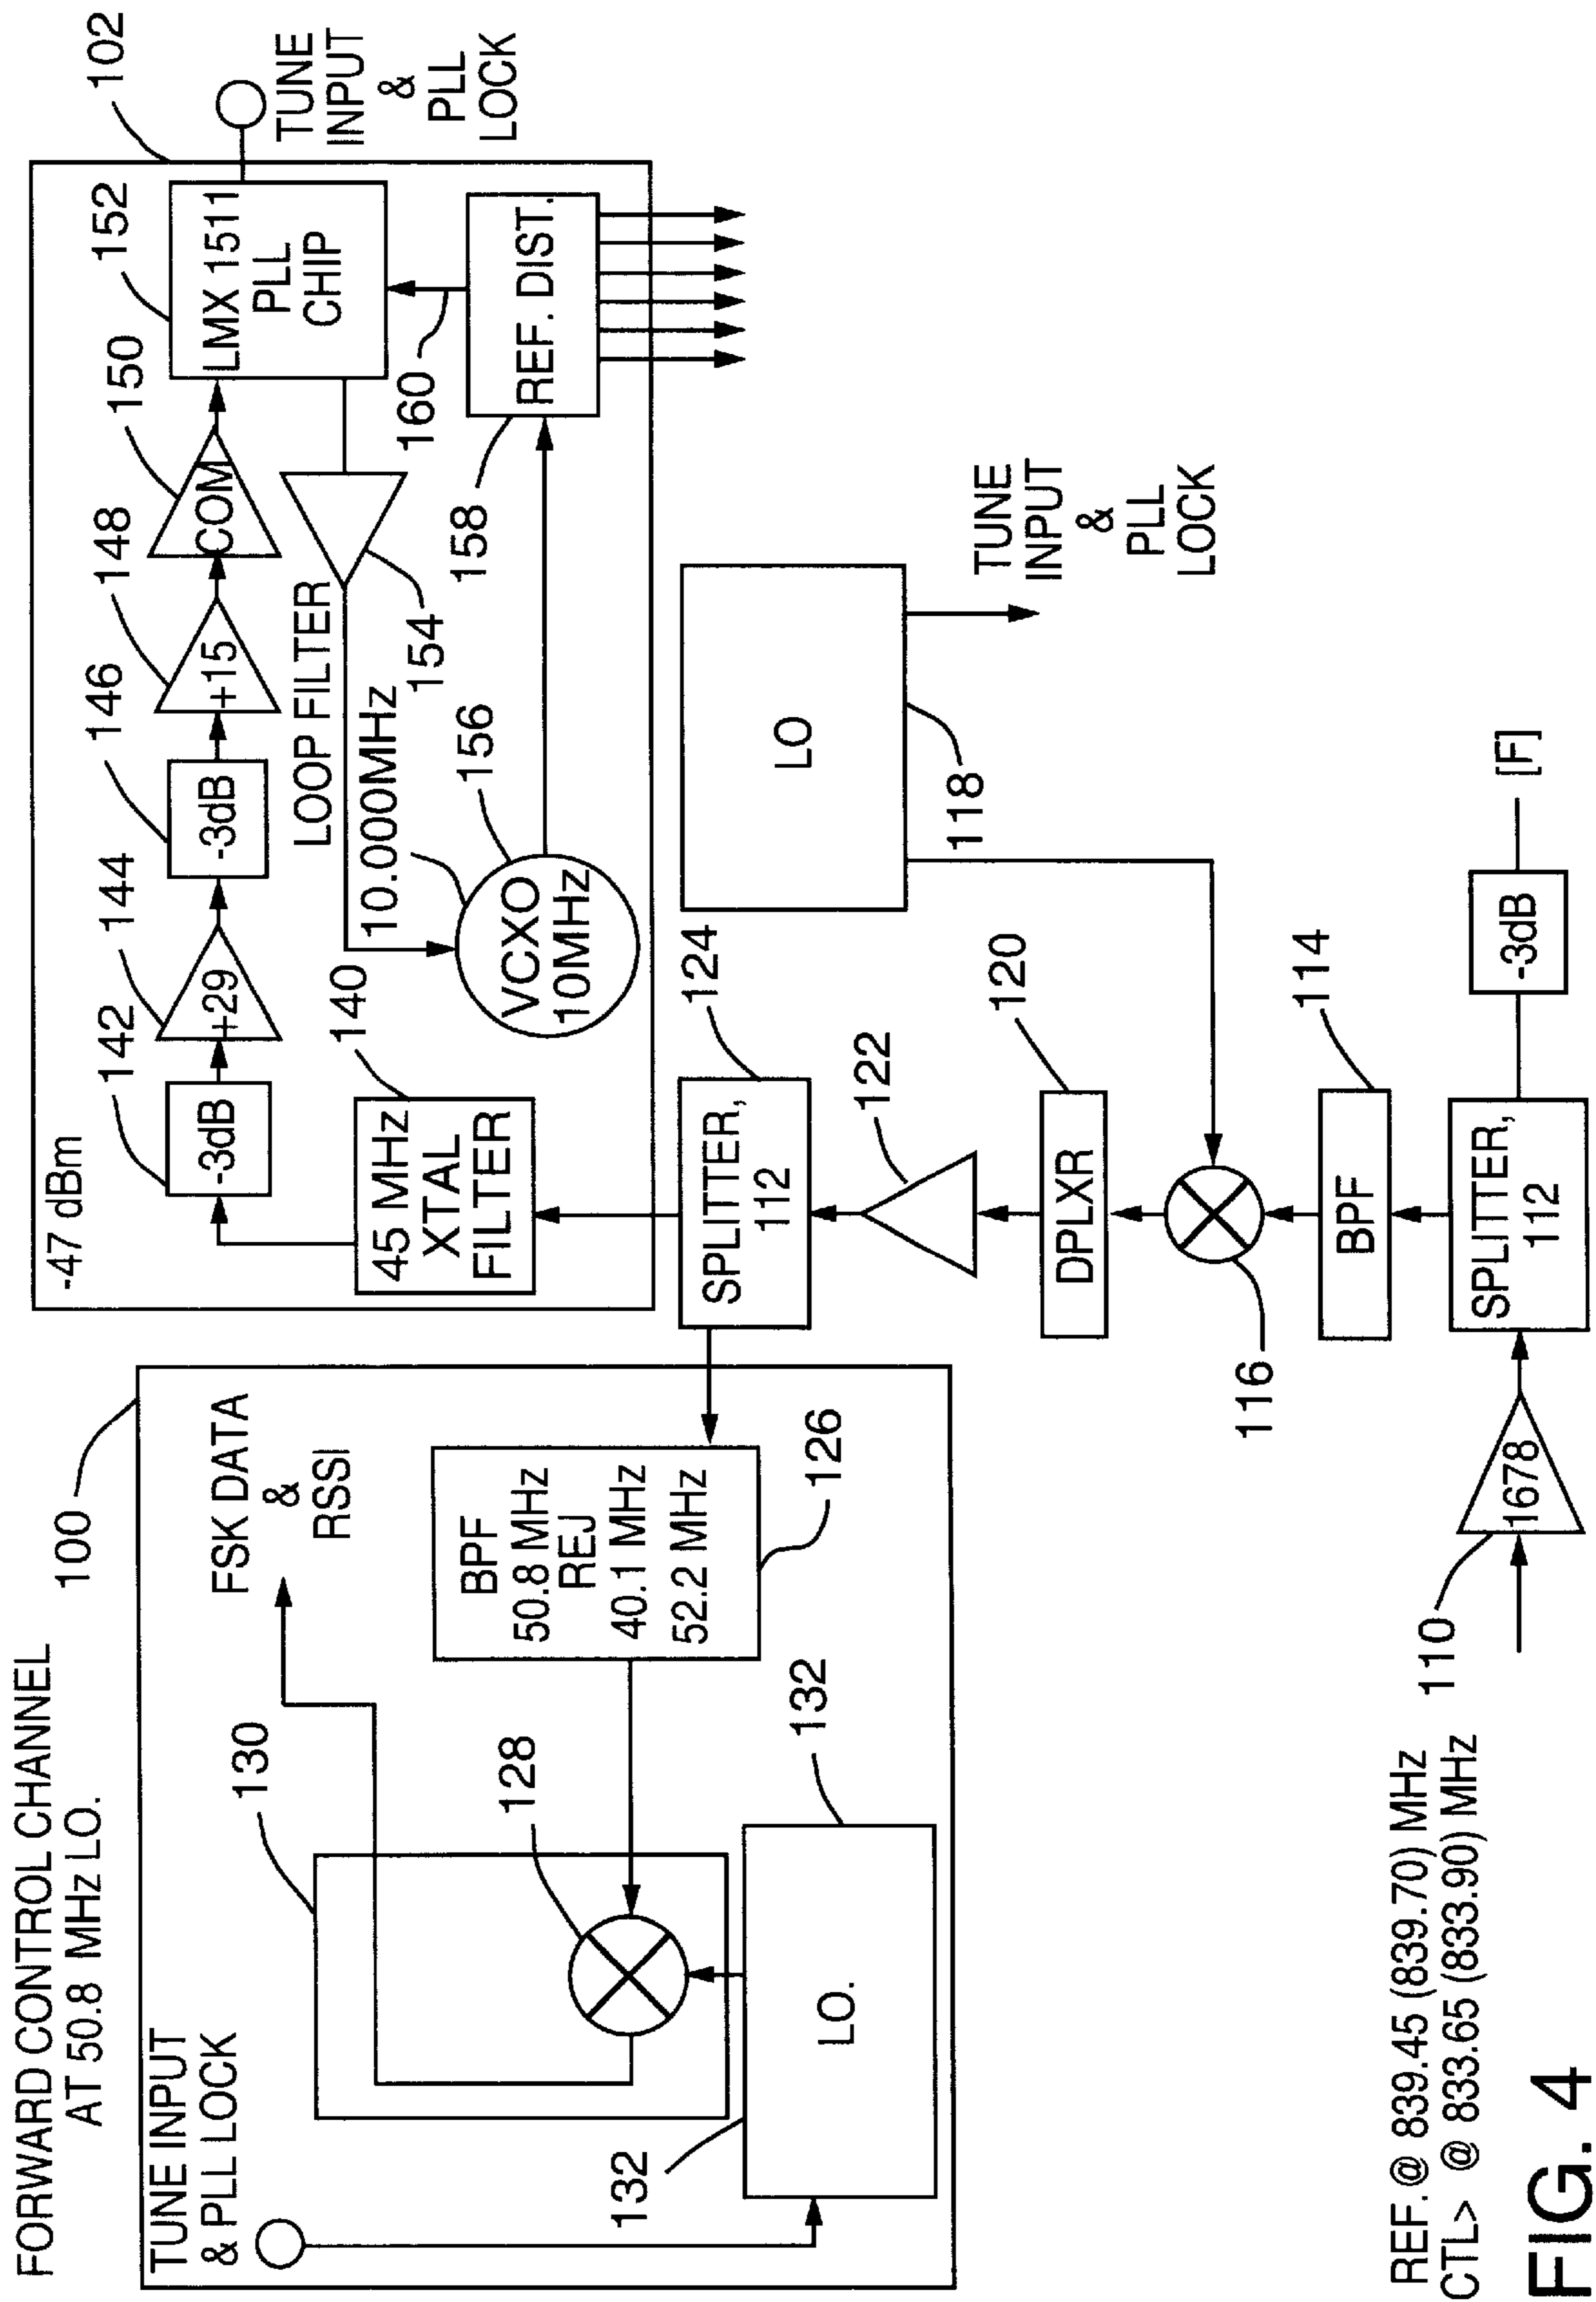 FORWARD CONTROL CHANNEL
AT 50.8 MHz LO.
100
TUNE INPUT
& PLL LOCK
FSK DATA
&
RSSI
130
128
BPF
50.8 MHz
REJ
40.1 MHz
52.2 MHz
126
132
LO.
132
-47 dBm
102
142
-3dB
144
+29
146
-3dB
148
+15
150
COM
152
LMX 1511
PLL
CHIP
TUNE
INPUT
&
PLL
LOCK
LOOP FILTER
154
160
140
45 MHz
XTAL
FILTER
10.000MHz
156
VCXO
10MHz
158
REF. DIST.
124
SPLITTER,
112
LO
118
TUNE
INPUT
&
PLL
LOCK
122
120
DPLXR
116
114
BPF
SPLITTER,
112
-3dB
[F]
110
1678
REF. @ 839.45 (839.70) MHz
CTL> @ 833.65 (833.90) MHz
FIG. 4